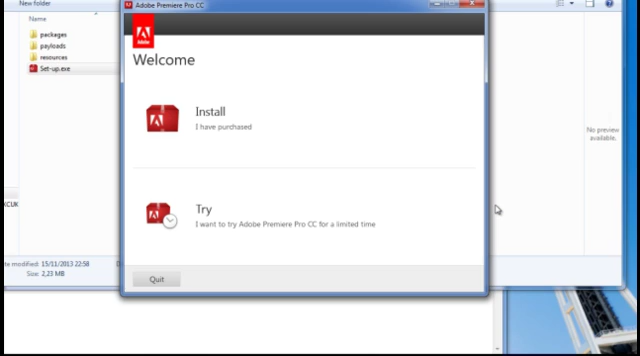 New folder
Adobe Premiere Pro CC
Name
packages
payloads
resources
Set-up.exe
Adobe
Welcome
Install
I have purchased
No preview
available.
Try
I want to try Adobe Premiere Pro CC for a limited time
modified: 15/11/2013 22:58
Size: 2,23 MB
Quit